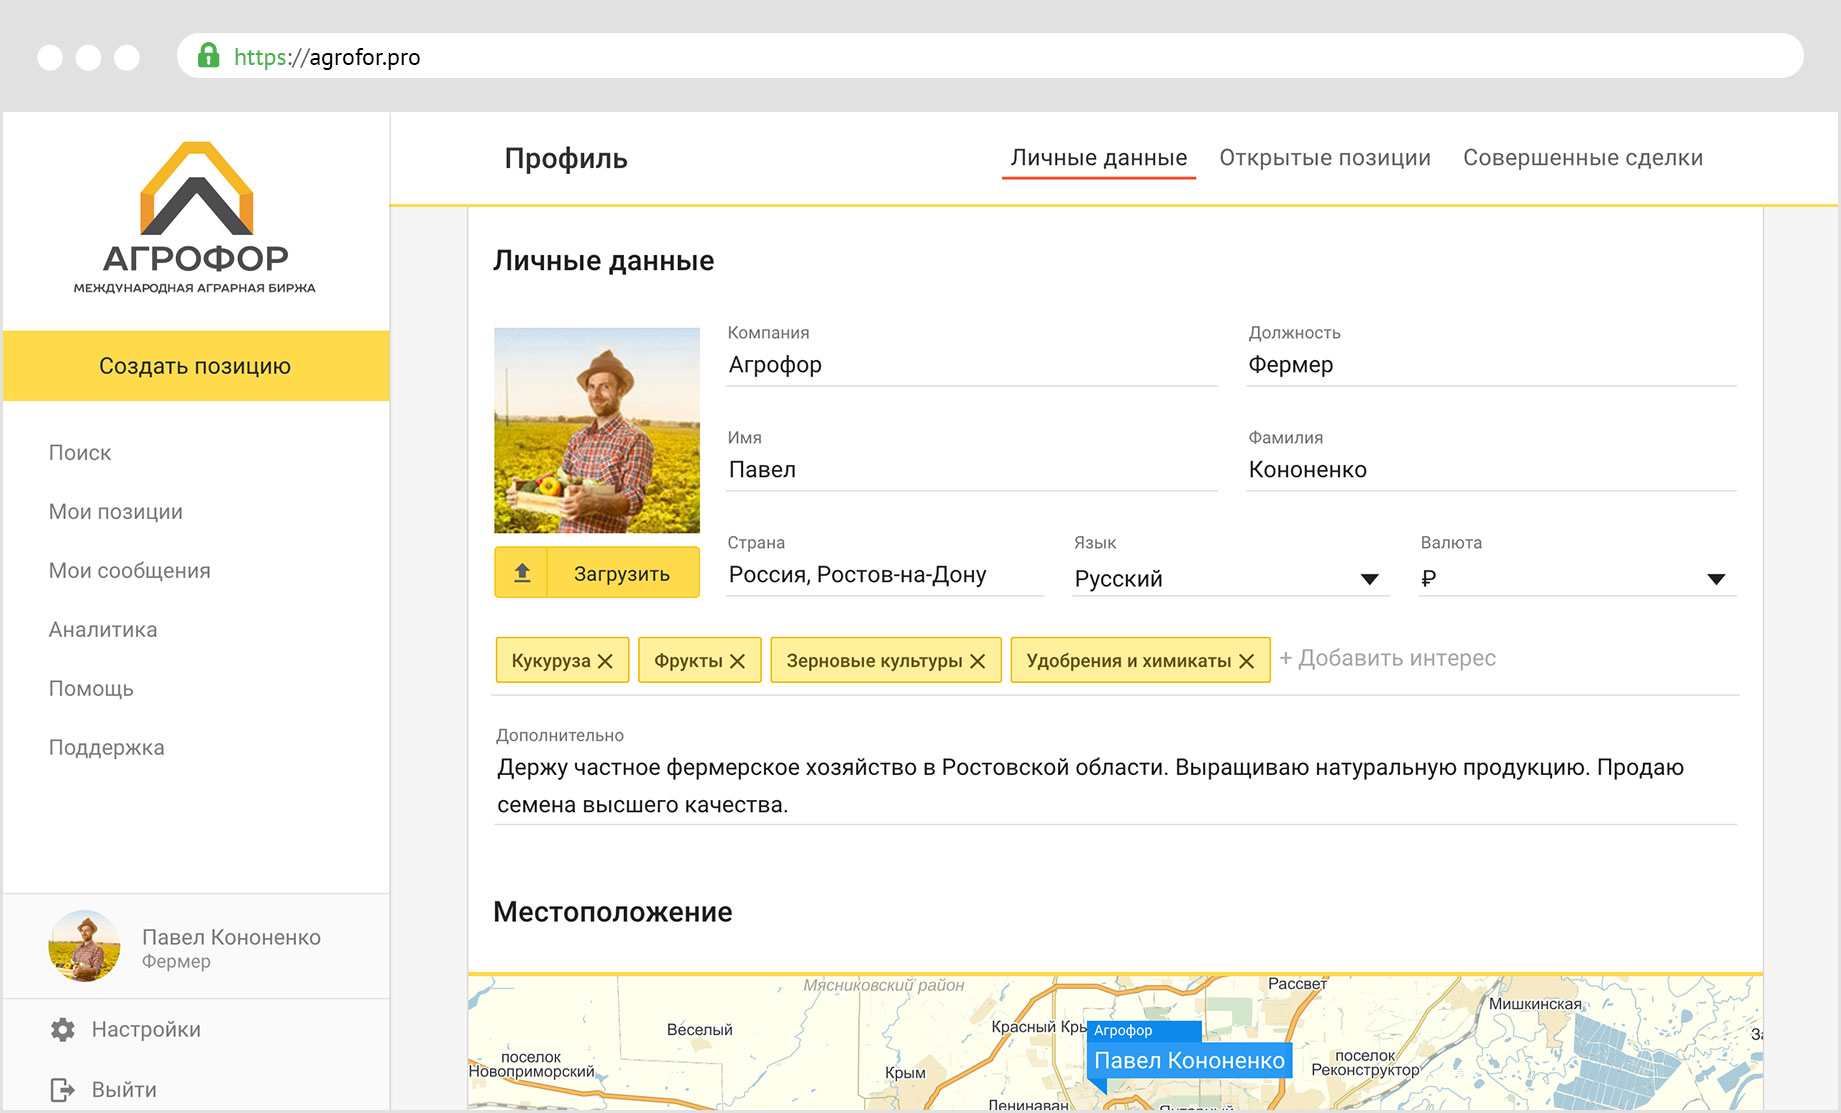 https://agrofor.pro
АГРОФОР
МЕЖДУНАРОДНАЯ АГРАРНАЯ БИРЖА
Создать позицию
Поиск
Мои позиции
Мои сообщения
Аналитика
Помощь
Поддержка
Павел Кононенко
Фермер
Настройки
Выйти
Профиль
Личные данные
Открытые позиции
Совершенные сделки
Личные данные
Загрузить
Компания
Агрофор
Должность
Фермер
Имя
Павел
Фамилия
Кононенко
Страна
Россия, Ростов-на-Дону
Язык
Русский
Валюта
₽
Кукуруза
Фрукты
Зерновые культуры
Удобрения и химикаты
+ Добавить интерес
Дополнительно
Держу частное фермерское хозяйство в Ростовской области. Выращиваю натуральную продукцию. Продаю
семена высшего качества.
Местоположение
Мясниковский район
Рассвет
Мишкинская
Веселый
Красный Кры
Агрофор
Павел Кононенко
поселок
Новоприморский
Крым
поселок
Реконструктор
Ленинаван